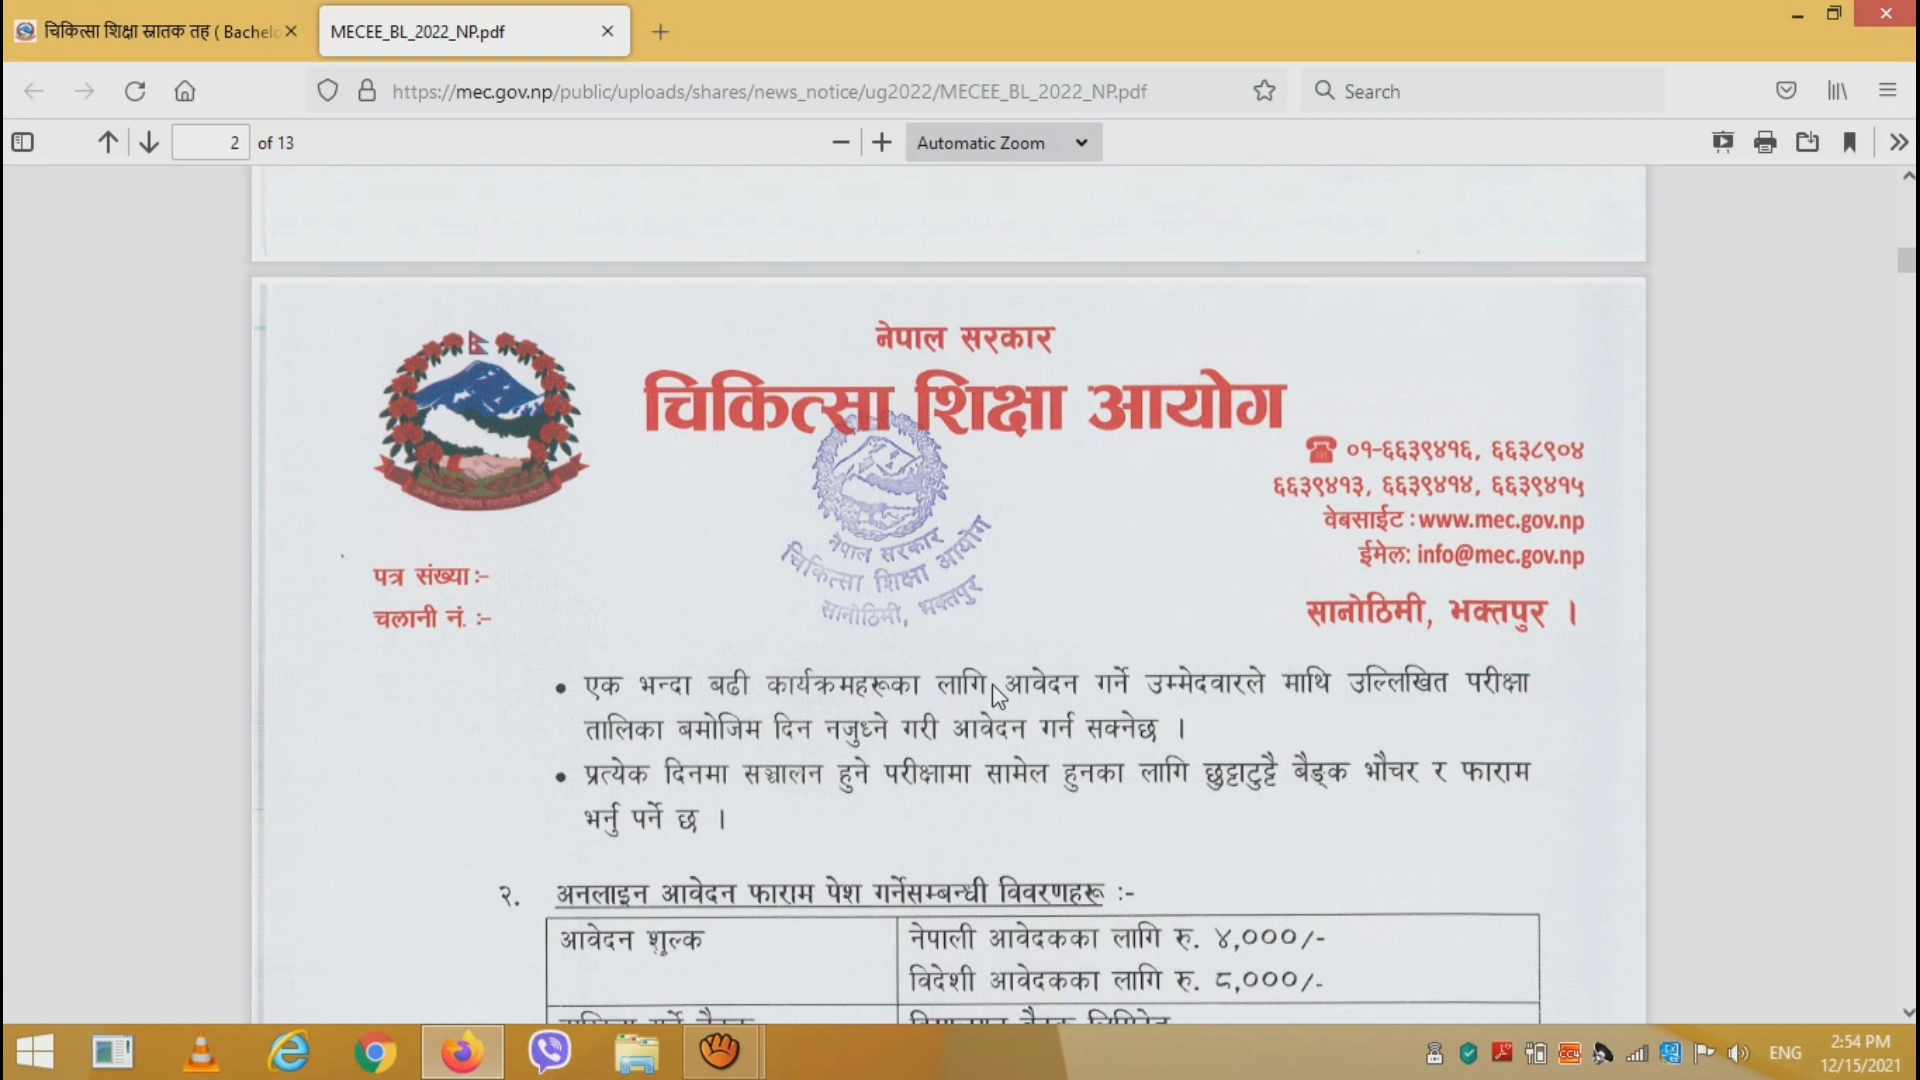 चिकित्सा शिक्षा स्नातक तह ( Bachelo
MECEE_BL_2022_NP.pdf
https://mec.gov.np/public/uploads/shares/news_notice/ug2022/MECEE_BL_2022_NP.pdf
Search
2 of 13
Automatic Zoom
नेपाल सरकार
चिकित्सा शिक्षा आयोग
☎ ०१-६६३९४१६, ६६३८९०४
६६३९४१३, ६६३९४१४, ६६३९४१५
वेबसाईट : www.mec.gov.np
ईमेल: info@mec.gov.np
नेपाल सरकार
चिकित्सा शिक्षा आयोग
सानोठिमी, भक्तपुर
पत्र संख्या :-
चलानी नं. :-
सानोठिमी, भक्तपुर ।
• एक भन्दा बढी कार्यक्रमहरूका लागि आवेदन गर्ने उम्मेदवारले माथि उल्लिखित परीक्षा
तालिका बमोजिम दिन नजुध्ने गरी आवेदन गर्न सक्नेछ ।
• प्रत्येक दिनमा सञ्चालन हुने परीक्षामा सामेल हुनका लागि छुट्टाटुट्टै बैङ्क भौचर र फाराम
भर्नु पर्ने छ ।
२. अनलाइन आवेदन फाराम पेश गर्नेसम्बन्धी विवरणहरू :-
आवेदन शुल्क
नेपाली आवेदकका लागि रु. ४,०००/-
विदेशी आवेदकका लागि रु. ८,०००/-
ENG
2:54 PM
12/15/2021